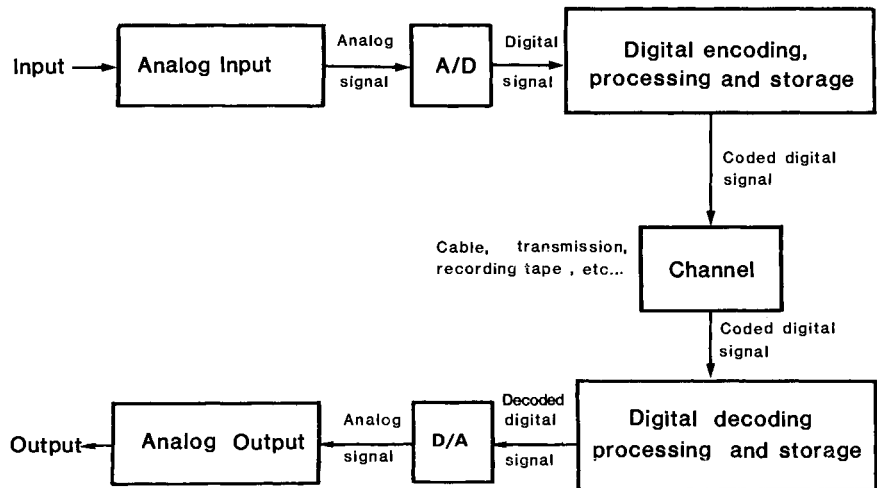 Input
Analog Input
Analog
signal
A/D
Digital
signal
Digital encoding,
processing and storage
Coded digital
signal
Cable, transmission,
recording tape , etc...
Channel
Coded digital
signal
Digital decoding
processing and storage
Decoded
digital
signal
D/A
Analog
signal
Analog Output
Output